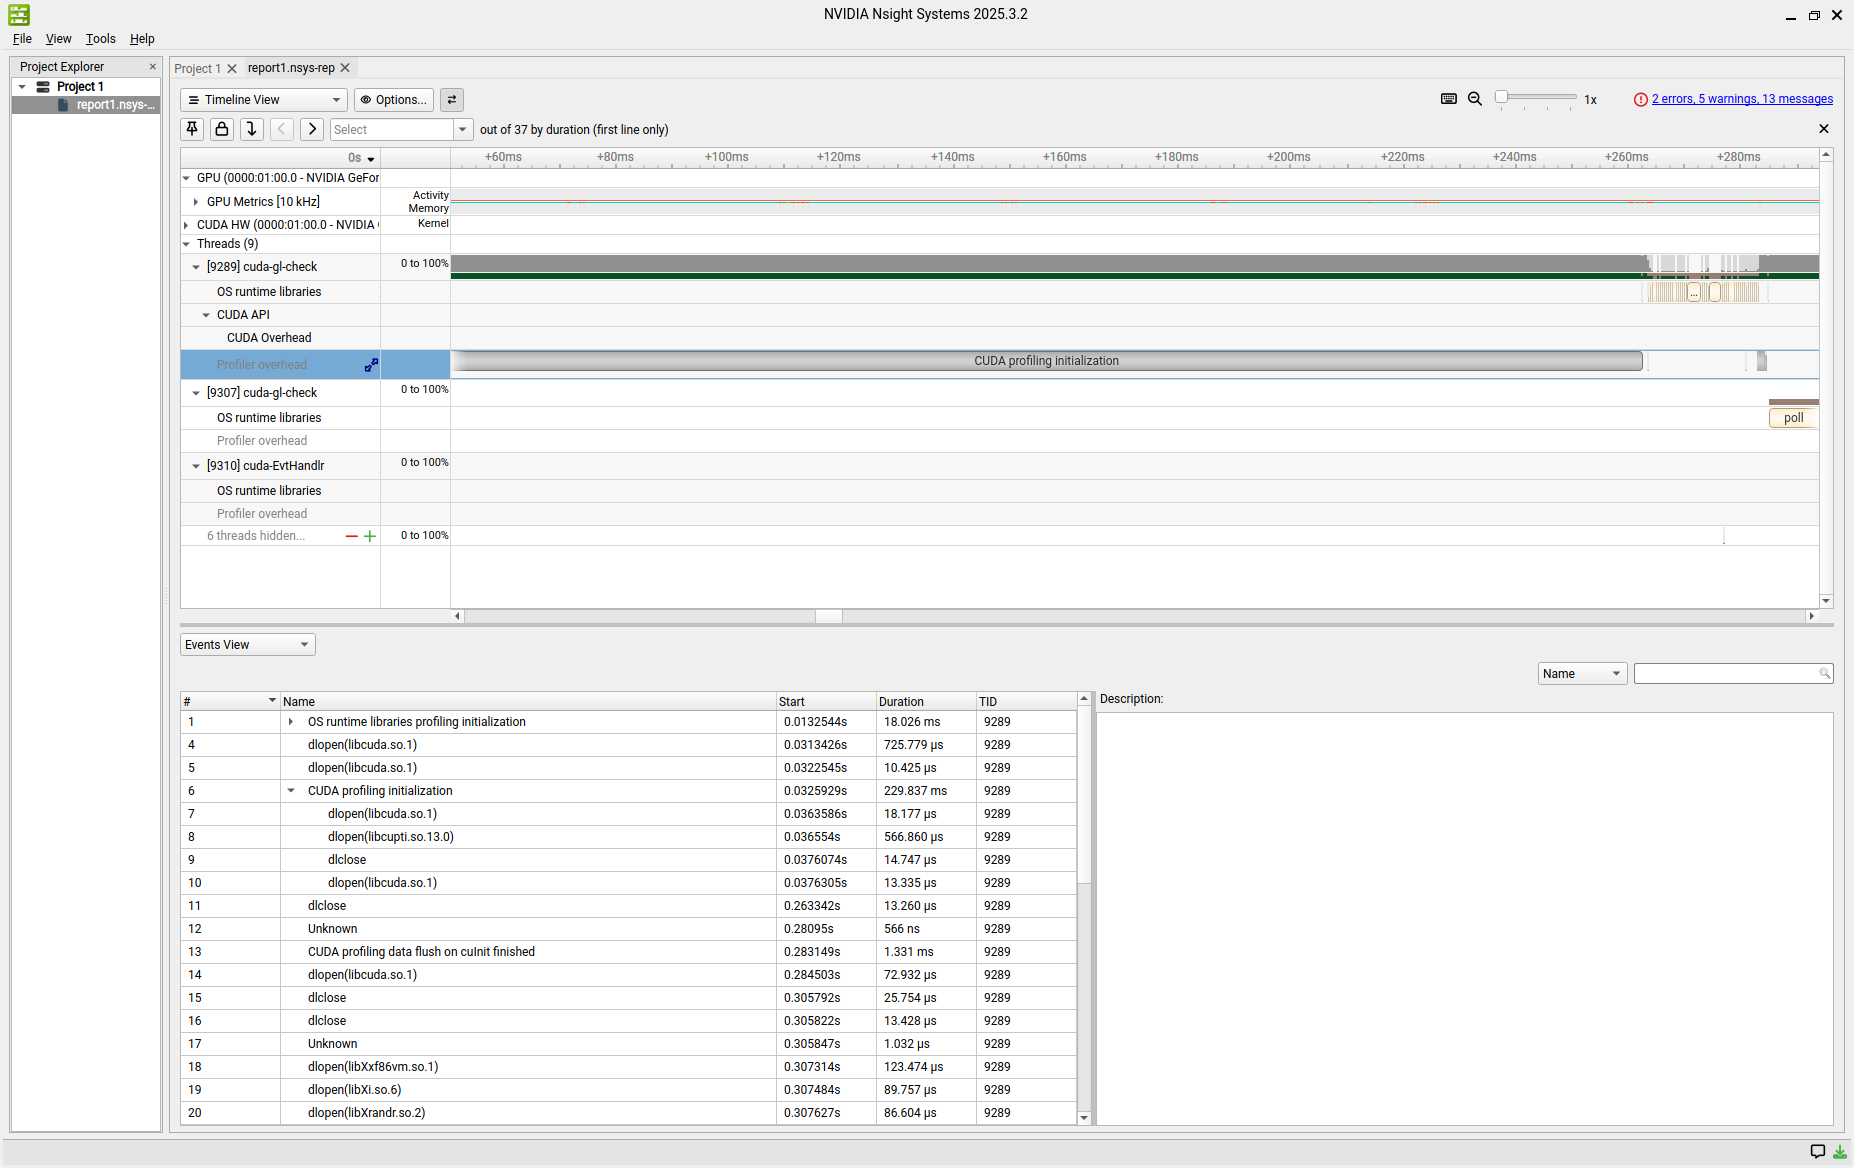 NVIDIA Nsight Systems 2025.3.2
File View Tools Help
Project Explorer
Project 1
report1.nsys-...
Project 1 report1.nsys-rep
Timeline View Options... 1x 2 errors, 5 warnings, 13 messages
Select out of 37 by duration (first line only)
0s +60ms +80ms +100ms +120ms +140ms +160ms +180ms +200ms +220ms +240ms +260ms +280ms
GPU (0000:01:00.0 - NVIDIA GeFor
GPU Metrics [10 kHz] Activity
Memory
CUDA HW (0000:01:00.0 - NVIDIA Kernel
Threads (9)
[9289] cuda-gl-check 0 to 100%
OS runtime libraries ...
CUDA API
CUDA Overhead
Profiler overhead CUDA profiling initialization
[9307] cuda-gl-check 0 to 100%
OS runtime libraries poll
Profiler overhead
[9310] cuda-EvtHandlr 0 to 100%
OS runtime libraries
Profiler overhead
6 threads hidden... 0 to 100%
Events View
Name
# Name Start Duration TID Description:
1 OS runtime libraries profiling initialization 0.0132544s 18.026 ms 9289
4 dlopen(libcuda.so.1) 0.0313426s 725.779 μs 9289
5 dlopen(libcuda.so.1) 0.0322545s 10.425 μs 9289
6 CUDA profiling initialization 0.0325929s 229.837 ms 9289
7 dlopen(libcuda.so.1) 0.0363586s 18.177 μs 9289
8 dlopen(libcupti.so.13.0) 0.036554s 566.860 μs 9289
9 dlclose 0.0376074s 14.747 μs 9289
10 dlopen(libcuda.so.1) 0.0376305s 13.335 μs 9289
11 dlclose 0.263342s 13.260 μs 9289
12 Unknown 0.28095s 566 ns 9289
13 CUDA profiling data flush on cuInit finished 0.283149s 1.331 ms 9289
14 dlopen(libcuda.so.1) 0.284503s 72.932 μs 9289
15 dlclose 0.305792s 25.754 μs 9289
16 dlclose 0.305822s 13.428 μs 9289
17 Unknown 0.305847s 1.032 μs 9289
18 dlopen(libXxf86vm.so.1) 0.307314s 123.474 μs 9289
19 dlopen(libXi.so.6) 0.307484s 89.757 μs 9289
20 dlopen(libXrandr.so.2) 0.307627s 86.604 μs 9289